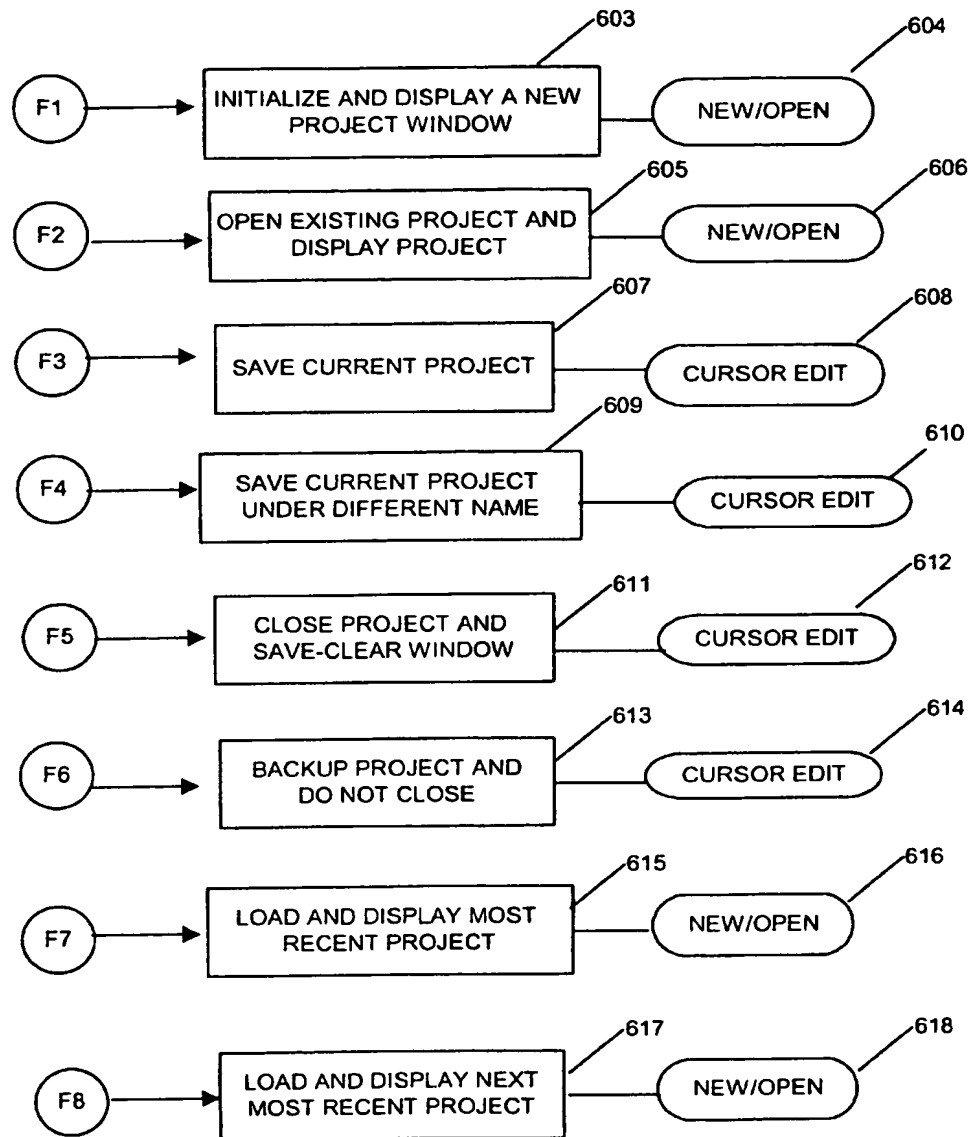 603
604
F1
INITIALIZE AND DISPLAY A NEW
PROJECT WINDOW
NEW/OPEN
605
606
F2
OPEN EXISTING PROJECT AND
DISPLAY PROJECT
NEW/OPEN
607
608
F3
SAVE CURRENT PROJECT
CURSOR EDIT
609
610
F4
SAVE CURRENT PROJECT
UNDER DIFFERENT NAME
CURSOR EDIT
611
612
F5
CLOSE PROJECT AND
SAVE-CLEAR WINDOW
CURSOR EDIT
613
614
F6
BACKUP PROJECT AND
DO NOT CLOSE
CURSOR EDIT
615
616
F7
LOAD AND DISPLAY MOST
RECENT PROJECT
NEW/OPEN
617
618
F8
LOAD AND DISPLAY NEXT
MOST RECENT PROJECT
NEW/OPEN